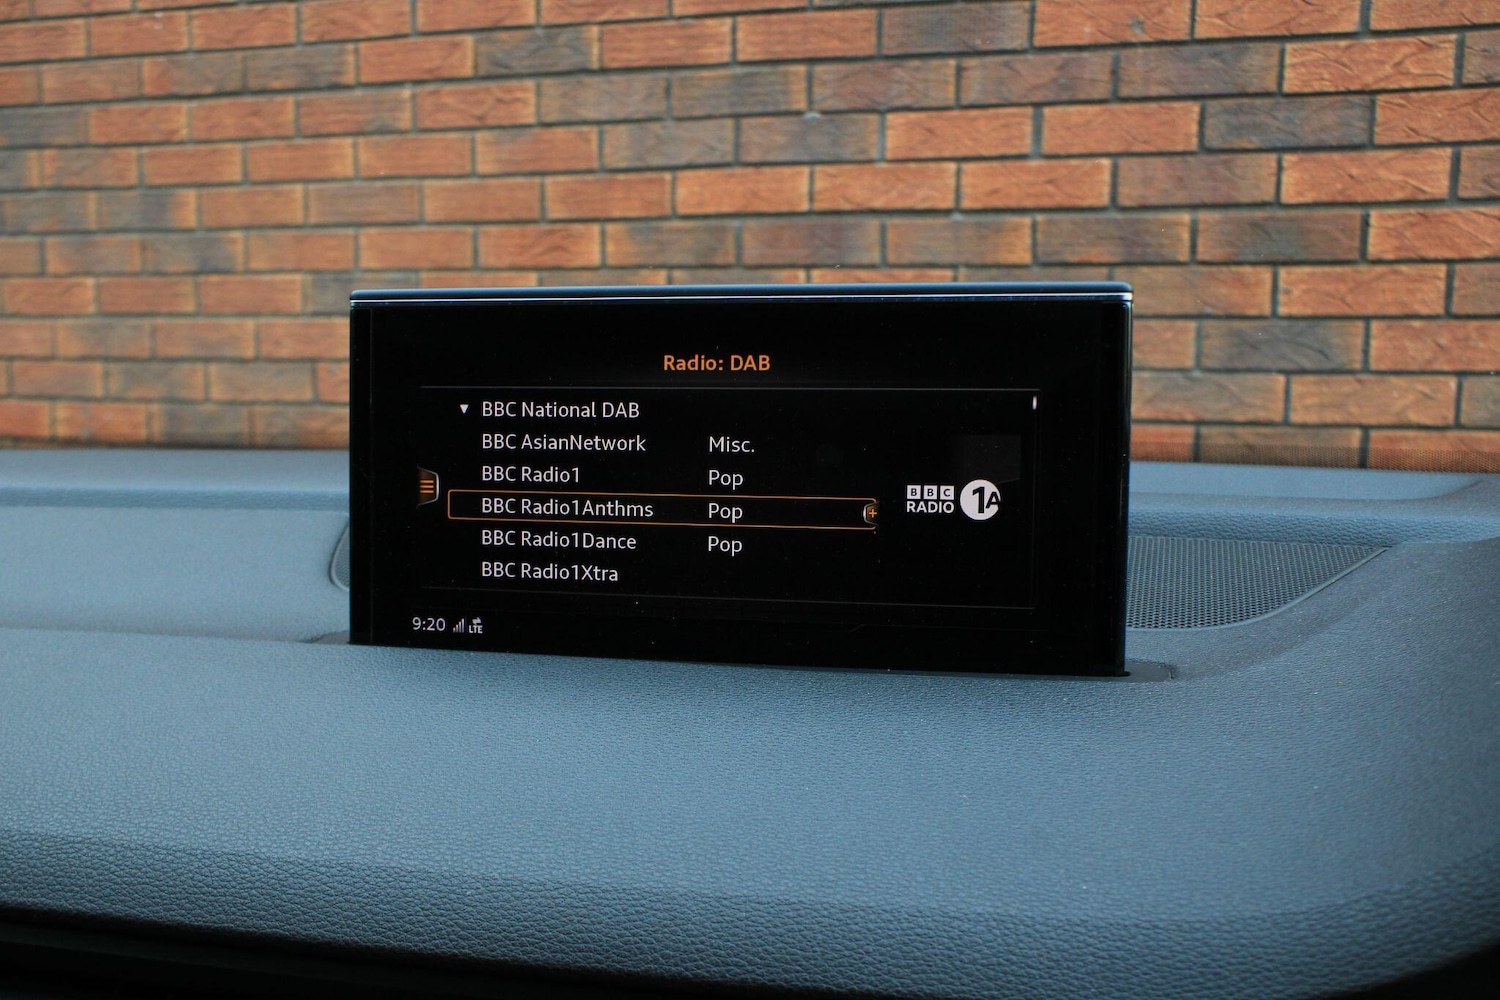 Radio: DAB
▼ BBC National DAB
BBC AsianNetwork Misc.
BBC Radio1 Pop
BBC Radio1Anthms Pop
BBC Radio1Dance Pop
BBC Radio1Xtra
BBC
RADIO 1A
9:20 LTE